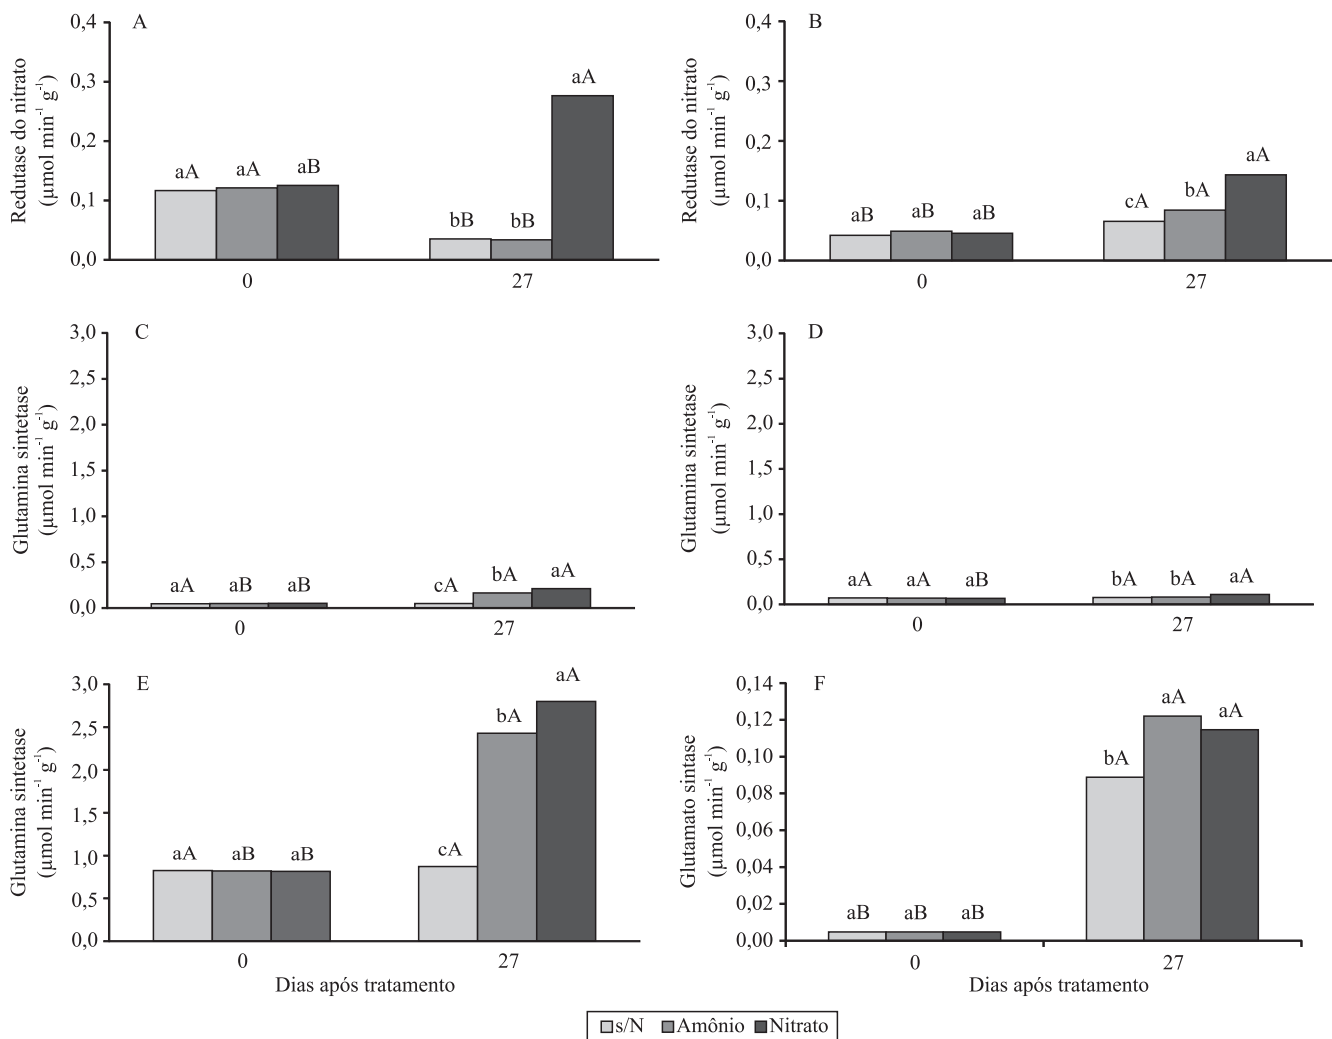 A
Redutase do nitrato
(µmol min⁻¹ g⁻¹)
0,4
0,3
0,2
0,1
0,0
aA aA aB
bB bB aA
0 27
B
Redutase do nitrato
(µmol min⁻¹ g⁻¹)
0,4
0,3
0,2
0,1
0,0
aB aB aB
cA bA aA
0 27
C
Glutamina sintetase
(µmol min⁻¹ g⁻¹)
3,0
2,5
2,0
1,5
1,0
0,5
0,0
aA aB aB
cA bA aA
0 27
D
Glutamina sintetase
(µmol min⁻¹ g⁻¹)
3,0
2,5
2,0
1,5
1,0
0,5
0,0
aA aA aB
bA bA aA
0 27
E
Glutamina sintetase
(µmol min⁻¹ g⁻¹)
3,0
2,5
2,0
1,5
1,0
0,5
0,0
aA aB aB
cA bA aA
0 27
Dias após tratamento
F
Glutamato sintase
(µmol min⁻¹ g⁻¹)
0,14
0,12
0,10
0,08
0,06
0,04
0,02
0,00
aB aB aB
bA aA aA
0 27
Dias após tratamento
s/N Amônio Nitrato